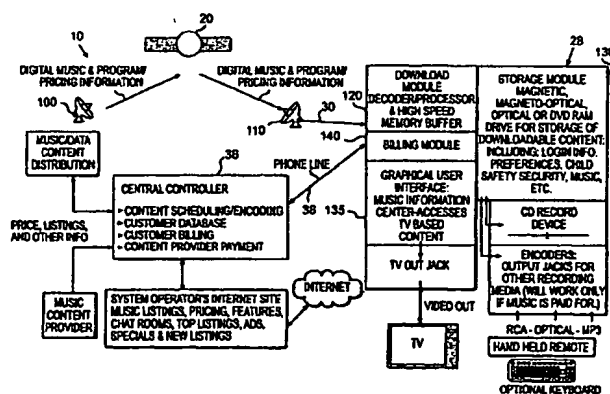 20
10
28
130
DIGITAL MUSIC & PROGRAM/
PRICING INFORMATION
DIGITAL MUSIC & PROGRAM/
PRICING INFORMATION
100
110
30
120
140
DOWNLOAD
MODULE
DECODER/PROCESSOR
& HIGH SPEED
MEMORY BUFFER
BILLING MODULE
STORAGE MODULE
MAGNETIC,
MAGNETO-OPTICAL,
OPTICAL OR DVD RAM
DRIVE FOR STORAGE OF
DOWNLOADABLE CONTENT:
INCLUDING: LOGIN INFO,
PREFERENCES, CHILD
SAFETY SECURITY, MUSIC,
ETC.
MUSIC/DATA
CONTENT
DISTRIBUTION
38
PHONE LINE
38
135
GRAPHICAL USER
INTERFACE:
MUSIC INFORMATION
CENTER-ACCESSES
TV BASED
CONTENT
CENTRAL CONTROLLER
CONTENT SCHEDULING/ENCODING
CUSTOMER DATABASE
CUSTOMER BILLING
CONTENT PROVIDER PAYMENT
PRICE, LISTINGS,
AND OTHER INFO
CD RECORD
DEVICE
TV OUT JACK
ENCODERS:
OUTPUT JACKS FOR
OTHER RECORDING
MEDIA (WILL WORK ONLY
IF MUSIC IS PAID FOR.)
MUSIC CONTENT
PROVIDER
SYSTEM OPERATOR'S INTERNET SITE
MUSIC LISTINGS, PRICING, FEATURES,
CHAT ROOMS, TOP LISTINGS, ADS,
SPECIALS & NEW LISTINGS
INTERNET
VIDEO OUT
TV
RCA - OPTICAL - MP3
HAND HELD REMOTE
OPTIONAL KEYBOARD